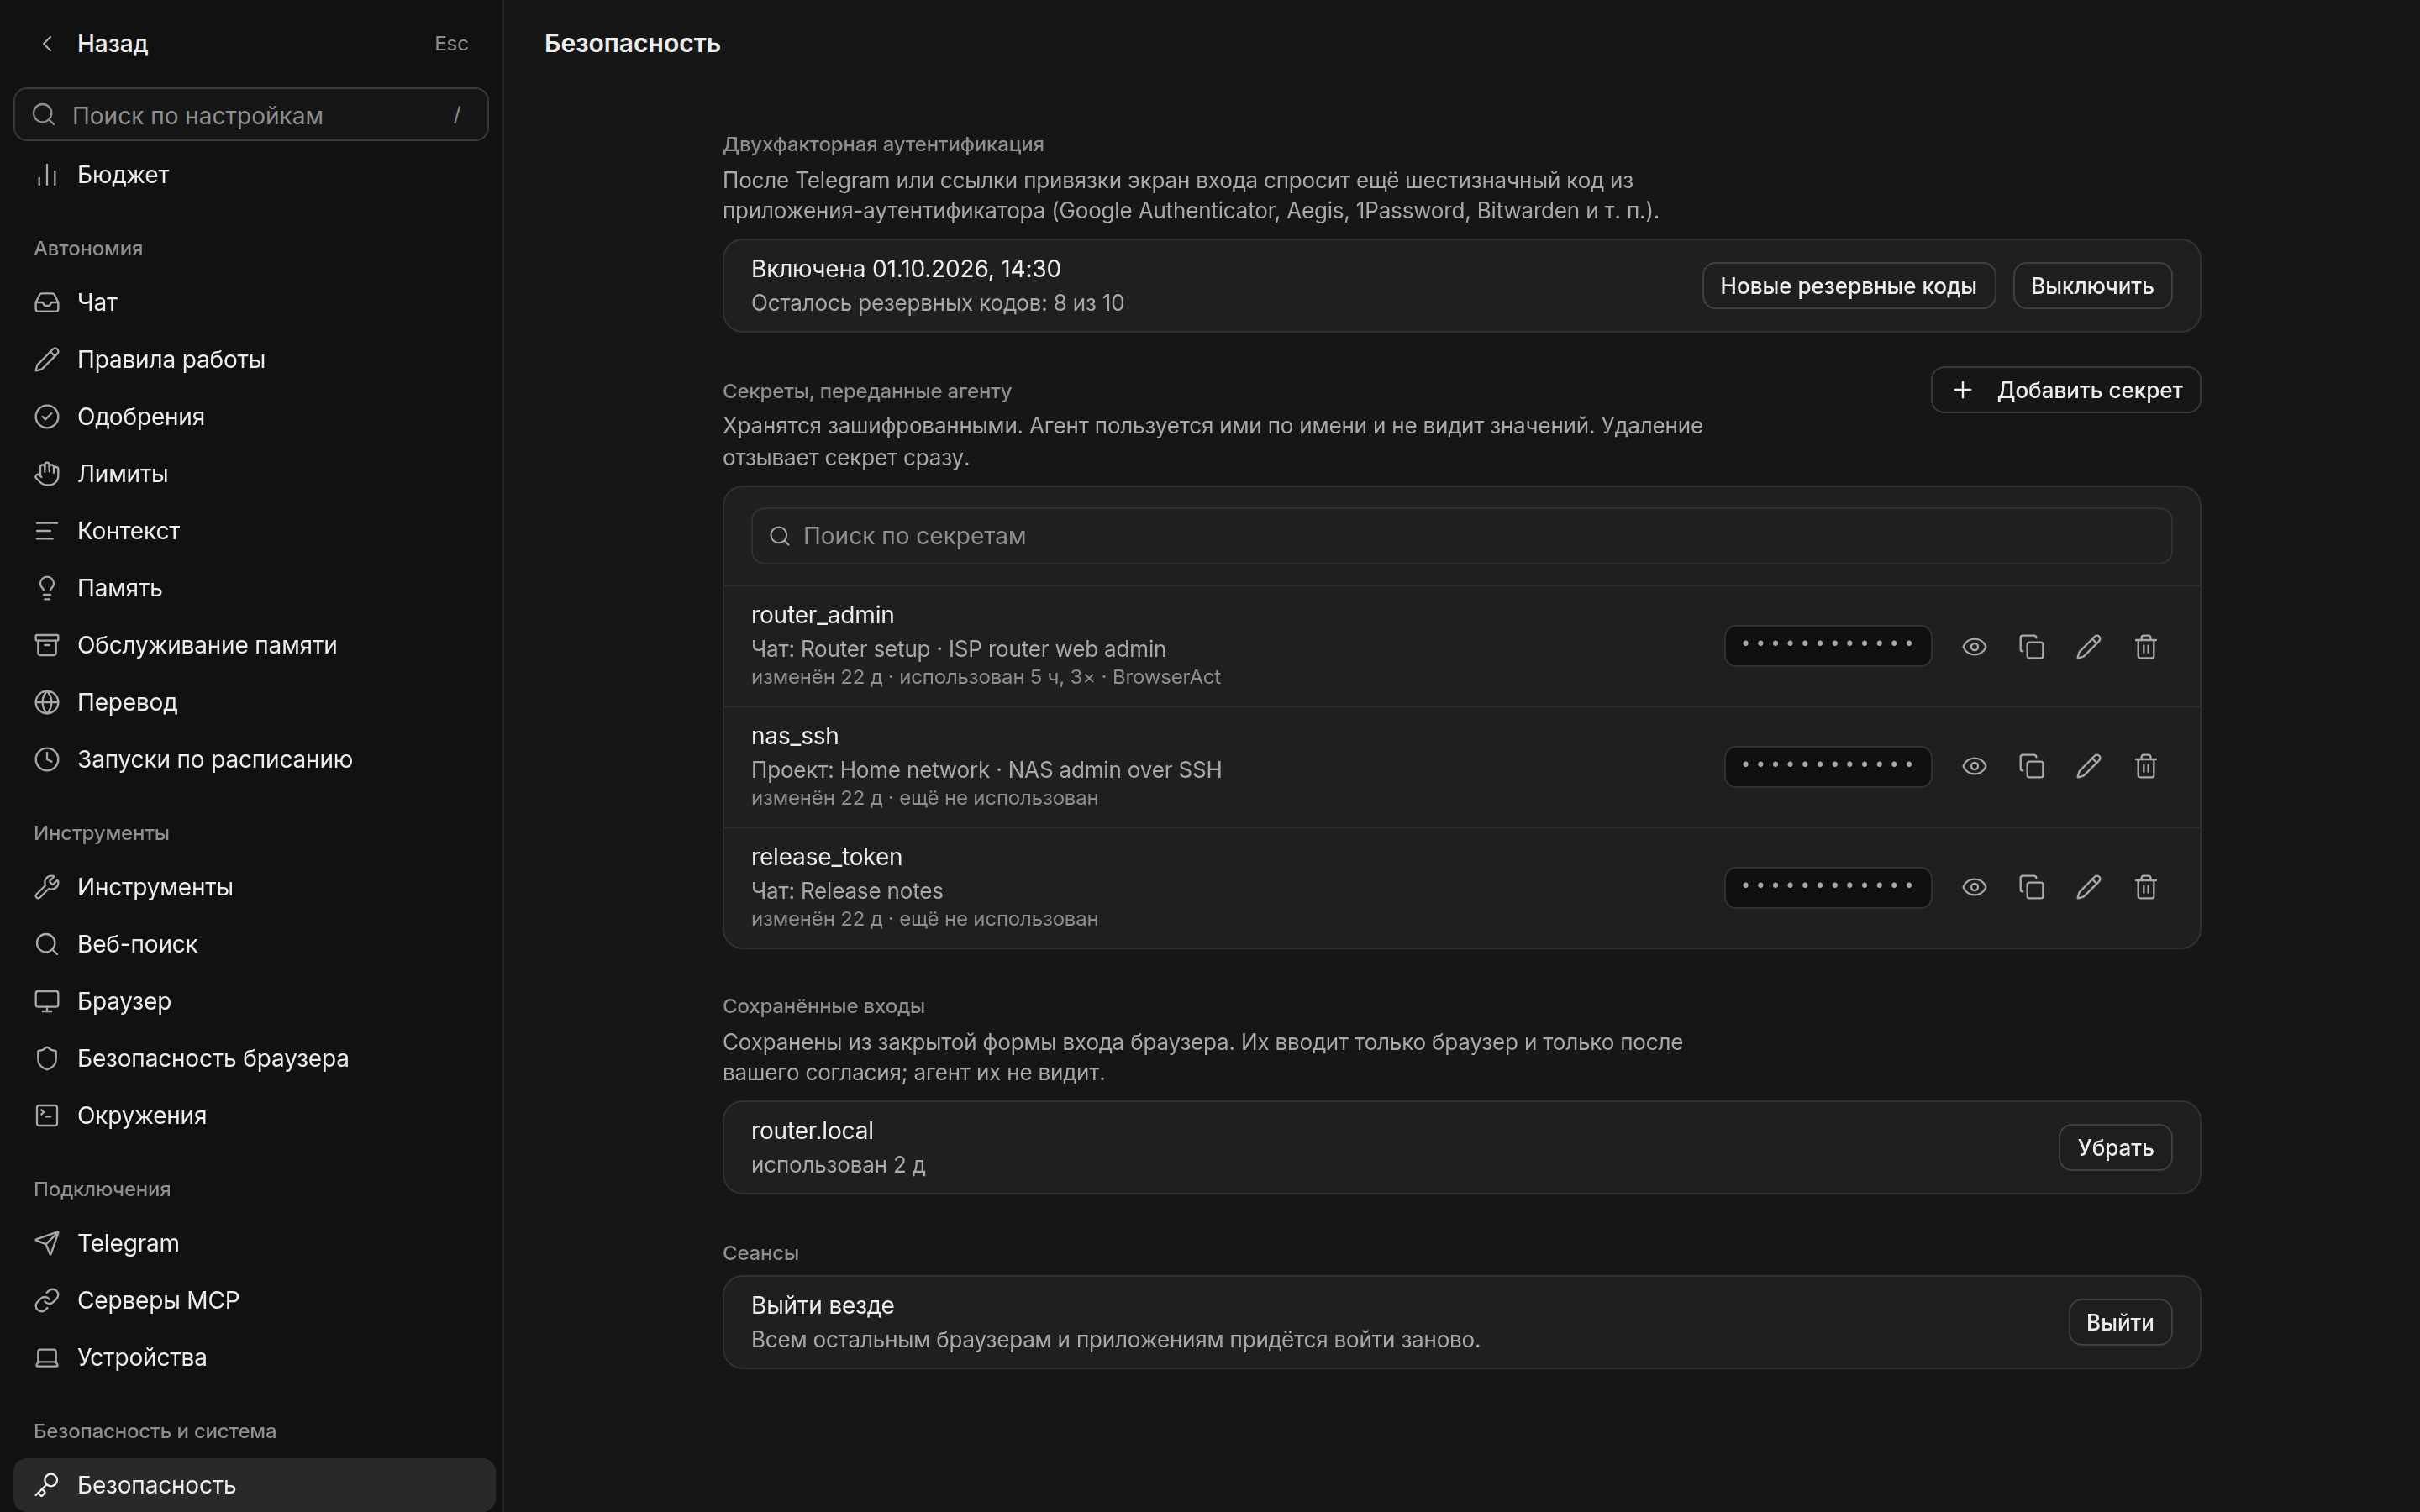 Назад
Esc
Поиск по настройкам
/
Бюджет
Автономия
Чат
Правила работы
Одобрения
Лимиты
Контекст
Память
Обслуживание памяти
Перевод
Запуски по расписанию
Инструменты
Инструменты
Веб-поиск
Браузер
Безопасность браузера
Окружения
Подключения
Telegram
Серверы MCP
Устройства
Безопасность и система
Безопасность
Безопасность
Двухфакторная аутентификация
После Telegram или ссылки привязки экран входа спросит ещё шестизначный код из
приложения-аутентификатора (Google Authenticator, Aegis, 1Password, Bitwarden и т. п.).
Включена 01.10.2026, 14:30
Осталось резервных кодов: 8 из 10
Новые резервные коды
Выключить
Секреты, переданные агенту
Добавить секрет
Хранятся зашифрованными. Агент пользуется ими по имени и не видит значений. Удаление
отзывает секрет сразу.
Поиск по секретам
router_admin
Чат: Router setup · ISP router web admin
изменён 22 д · использован 5 ч, 3× · BrowserAct
••••••••••••
nas_ssh
Проект: Home network · NAS admin over SSH
изменён 22 д · ещё не использован
••••••••••••
release_token
Чат: Release notes
изменён 22 д · ещё не использован
••••••••••••
Сохранённые входы
Сохранены из закрытой формы входа браузера. Их вводит только браузер и только после
вашего согласия; агент их не видит.
router.local
использован 2 д
Убрать
Сеансы
Выйти везде
Всем остальным браузерам и приложениям придётся войти заново.
Выйти